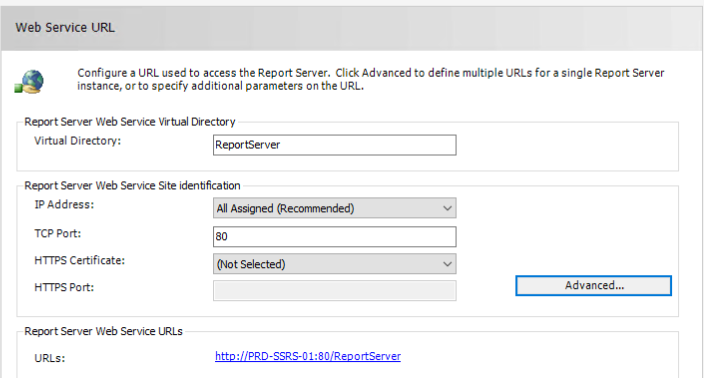 Web Service URL
Configure a URL used to access the Report Server. Click Advanced to define multiple URLs for a single Report Server
instance, or to specify additional parameters on the URL.
Report Server Web Service Virtual Directory
Virtual Directory: ReportServer
Report Server Web Service Site identification
IP Address: All Assigned (Recommended)
TCP Port: 80
HTTPS Certificate: (Not Selected)
HTTPS Port: Advanced...
Report Server Web Service URLs
URLs: http://PRD-SSRS-01:80/ReportServer